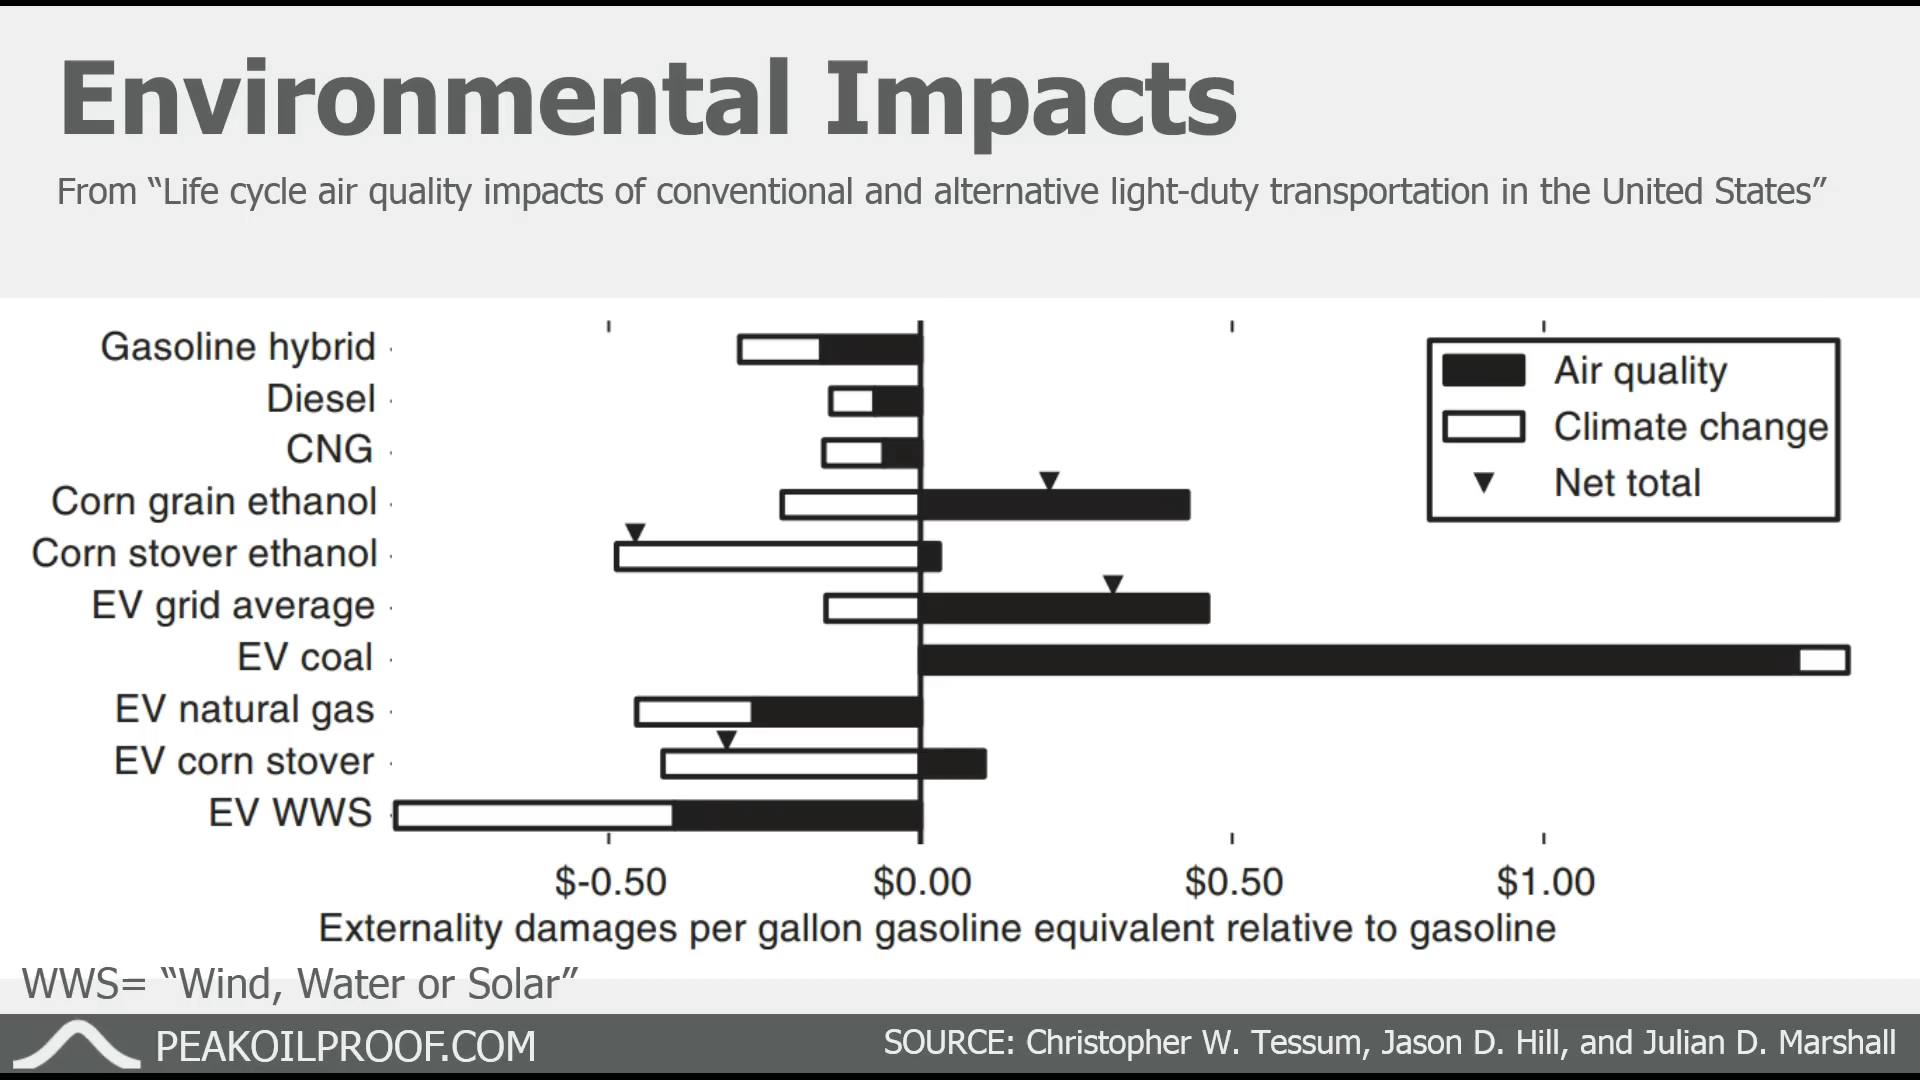 Environmental Impacts
From “Life cycle air quality impacts of conventional and alternative light-duty transportation in the United States”
Gasoline hybrid
Diesel
CNG
Corn grain ethanol
Corn stover ethanol
EV grid average
EV coal
EV natural gas
EV corn stover
EV WWS
Air quality
Climate change
Net total
$-0.50 $0.00 $0.50 $1.00
Externality damages per gallon gasoline equivalent relative to gasoline
WWS= “Wind, Water or Solar”
PEAKOILPROOF.COM
SOURCE: Christopher W. Tessum, Jason D. Hill, and Julian D. Marshall